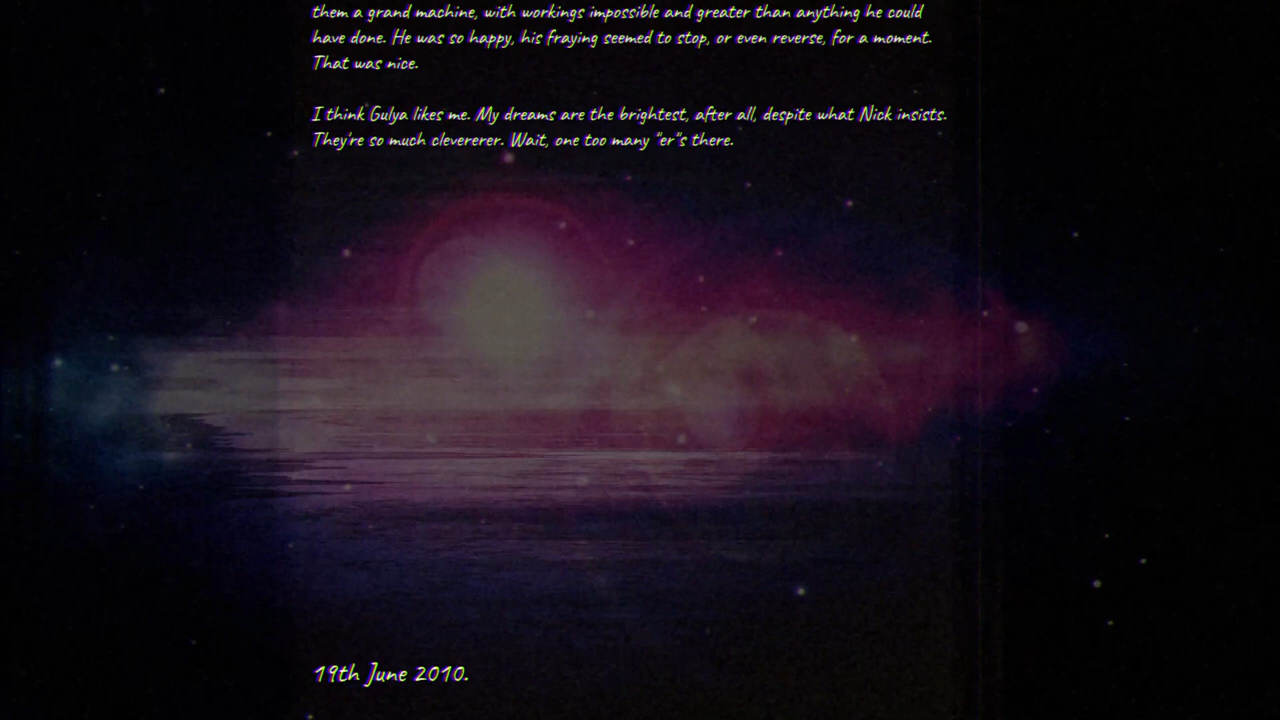 them a grand machine, with workings impossible and greater than anything he could
have done. He was so happy, his fraying seemed to stop, or even reverse, for a moment.
That was nice.
I think Gulya likes me. My dreams are the brightest, after all, despite what Nick insists.
They're so much clevererer. Wait, one too many "er"s there.
19th June 2010.